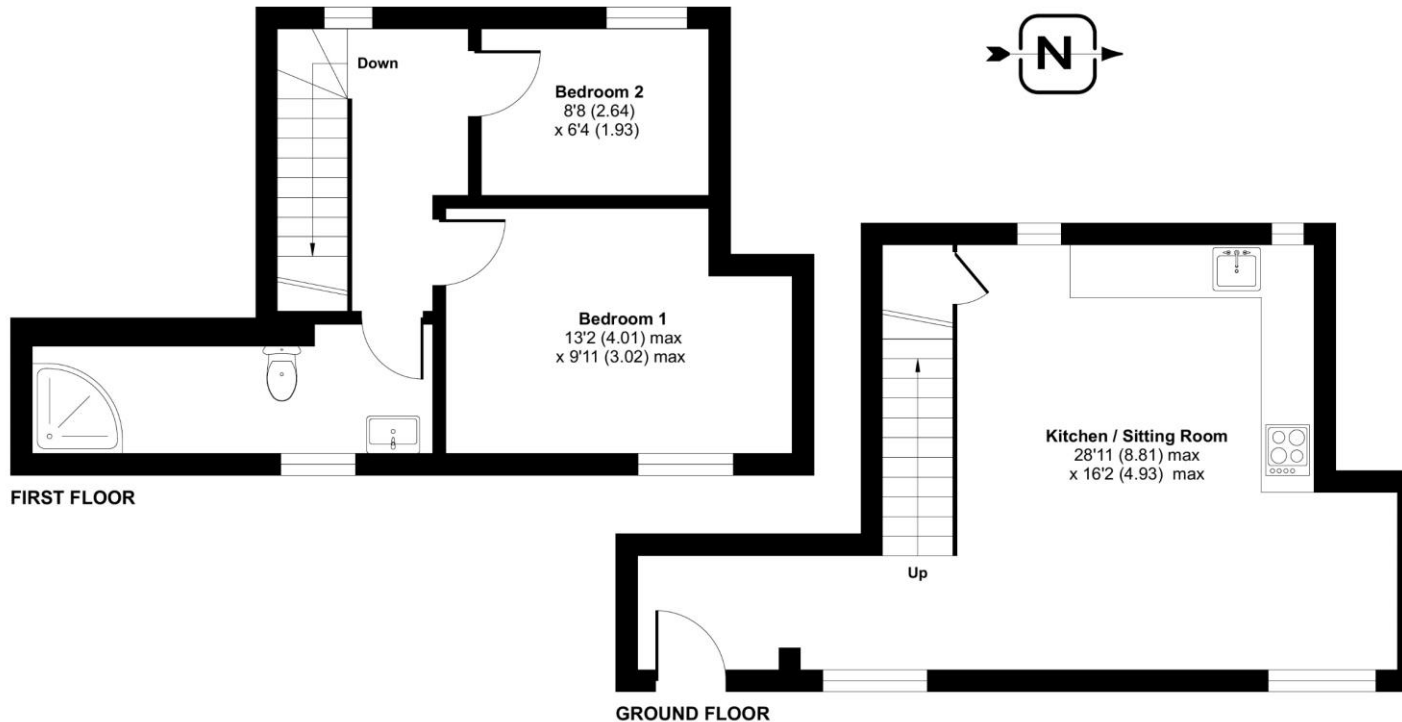 N
Down
Bedroom 2
8'8 (2.64)
x 6'4 (1.93)
Bedroom 1
13'2 (4.01) max
x 9'11 (3.02) max
FIRST FLOOR
Kitchen / Sitting Room
28'11 (8.81) max
x 16'2 (4.93) max
Up
GROUND FLOOR